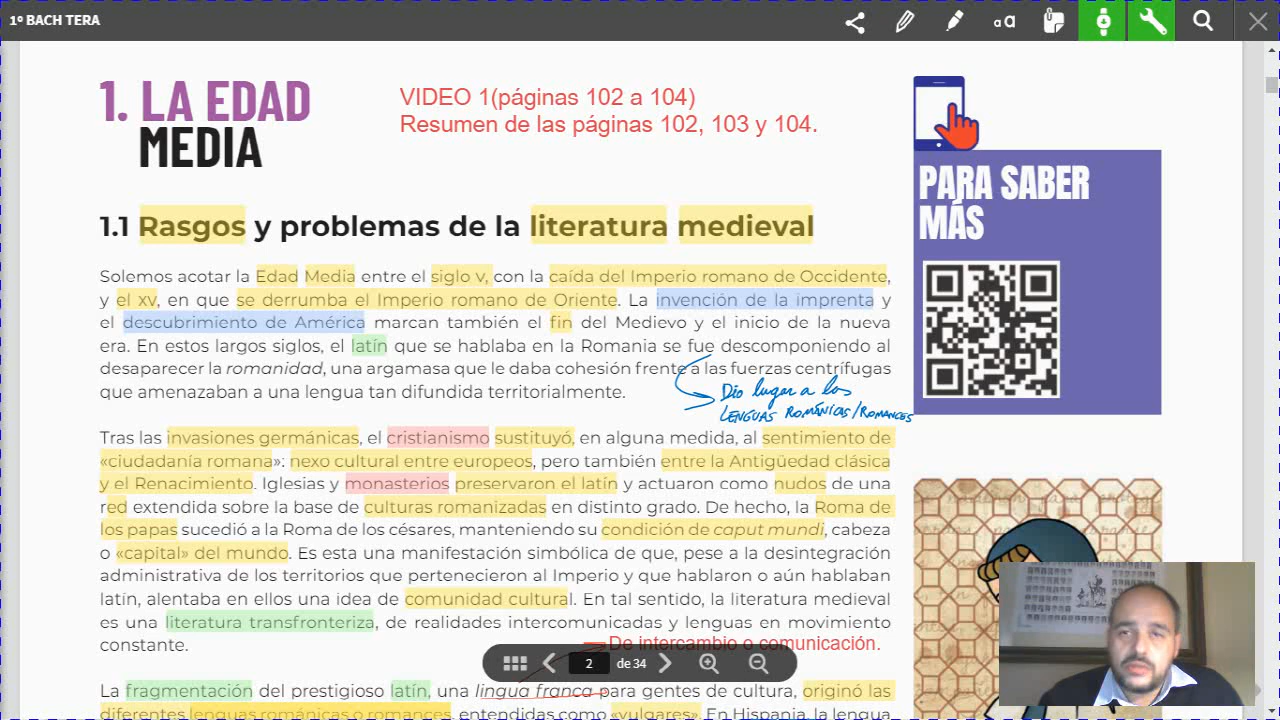 1º BACH TERA
a a
1. LA EDAD
MEDIA
VIDEO 1(páginas 102 a 104)
Resumen de las páginas 102, 103 y 104.
PARA SABER
MÁS
1.1 Rasgos y problemas de la literatura medieval
Solemos acotar la Edad Media entre el siglo v, con la caída del Imperio romano de Occidente,
y el xv, en que se derrumba el Imperio romano de Oriente. La invención de la imprenta y
el descubrimiento de América marcan también el fin del Medievo y el inicio de la nueva
era. En estos largos siglos, el latín que se hablaba en la Romania se fue descomponiendo al
desaparecer la romanidad, una argamasa que le daba cohesión frente a las fuerzas centrífugas
que amenazaban a una lengua tan difundida territorialmente.
Dio lugar a las
LENGUAS ROMÁNICAS/ROMANCES
Tras las invasiones germánicas, el cristianismo sustituyó, en alguna medida, al sentimiento de
«ciudadanía romana»: nexo cultural entre europeos, pero también entre la Antigüedad clásica
y el Renacimiento. Iglesias y monasterios preservaron el latín y actuaron como nudos de una
red extendida sobre la base de culturas romanizadas en distinto grado. De hecho, la Roma de
los papas sucedió a la Roma de los césares, manteniendo su condición de caput mundi, cabeza
o «capital» del mundo. Es esta una manifestación simbólica de que, pese a la desintegración
administrativa de los territorios que pertenecieron al Imperio y que hablaron o aún hablaban
latín, alentaba en ellos una idea de comunidad cultural. En tal sentido, la literatura medieval
es una literatura transfronteriza, de realidades intercomunicadas y lenguas en movimiento
constante.
De intercambio o comunicación.
2 de 34
La fragmentación del prestigioso latín, una lingua franca para gentes de cultura, originó las
diferentes lenguas románicas o romances, entendidas como «vulgares». En Hispania, la lengua